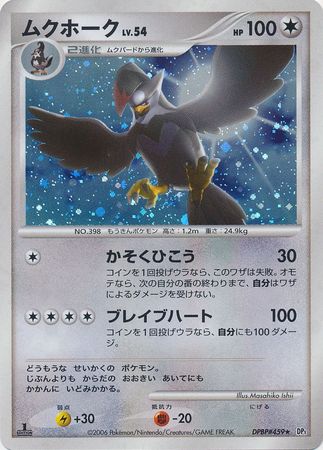 ムクホーク LV.54 HP 100
2進化 ムクバードから進化
NO.398 もうきんポケモン 高さ：1.2m 重さ：24.9kg
かそくひこう 30
コインを1回投げウラなら、このワザは失敗。オモ
テなら、次の自分の番の終わりまで、自分はワザに
よるダメージを受けない。
ブレイブハート 100
コインを1回投げウラなら、自分にも100ダメ
ージ。
どうもうな せいかくの ポケモン。
じぶんよりも からだの おおきい あいてにも
かかんに たたかいを いどむ。
Illus. Masahiko Ishii
弱点 抵抗力 にげる
+30 -20
1 EDITION ©2006 Pokémon/Nintendo/Creatures/GAME FREAK. DPBP#459★ DP1